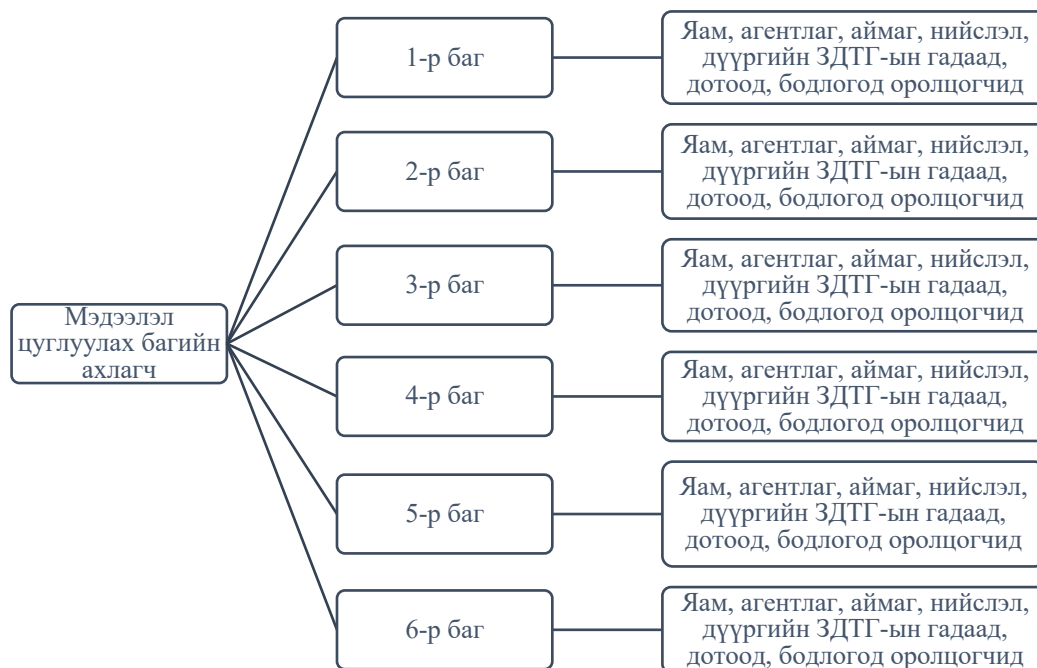 Мэдээлэл
цуглуулах багийн
ахлагч
1-р баг
Яам, агентлаг, аймаг, нийслэл,
дүүргийн ЗДТГ-ын гадаад,
дотоод, бодлогод оролцогчид
2-р баг
Яам, агентлаг, аймаг, нийслэл,
дүүргийн ЗДТГ-ын гадаад,
дотоод, бодлогод оролцогчид
3-р баг
Яам, агентлаг, аймаг, нийслэл,
дүүргийн ЗДТГ-ын гадаад,
дотоод, бодлогод оролцогчид
4-р баг
Яам, агентлаг, аймаг, нийслэл,
дүүргийн ЗДТГ-ын гадаад,
дотоод, бодлогод оролцогчид
5-р баг
Яам, агентлаг, аймаг, нийслэл,
дүүргийн ЗДТГ-ын гадаад,
дотоод, бодлогод оролцогчид
6-р баг
Яам, агентлаг, аймаг, нийслэл,
дүүргийн ЗДТГ-ын гадаад,
дотоод, бодлогод оролцогчид